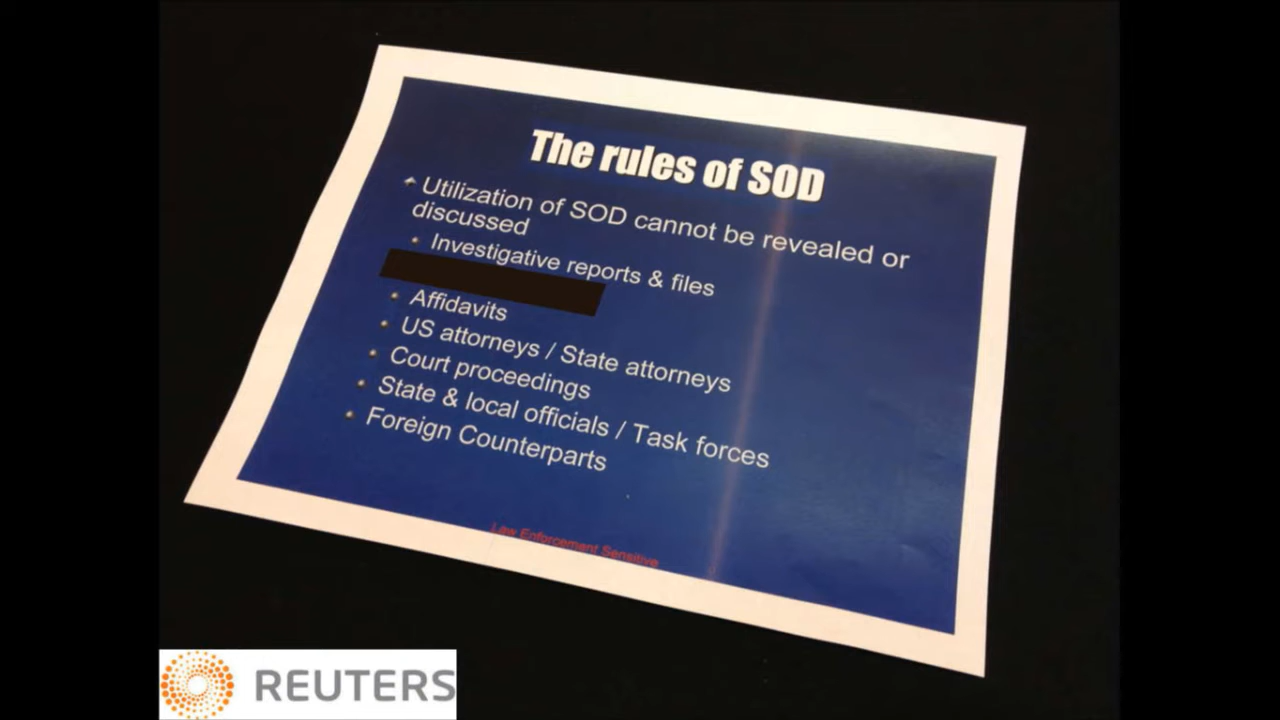 The rules of SOD
Utilization of SOD cannot be revealed or
discussed
Investigative reports & files
Affidavits
US attorneys / State attorneys
Court proceedings
State & local officials / Task forces
Foreign Counterparts
Law Enforcement Sensitive
REUTERS